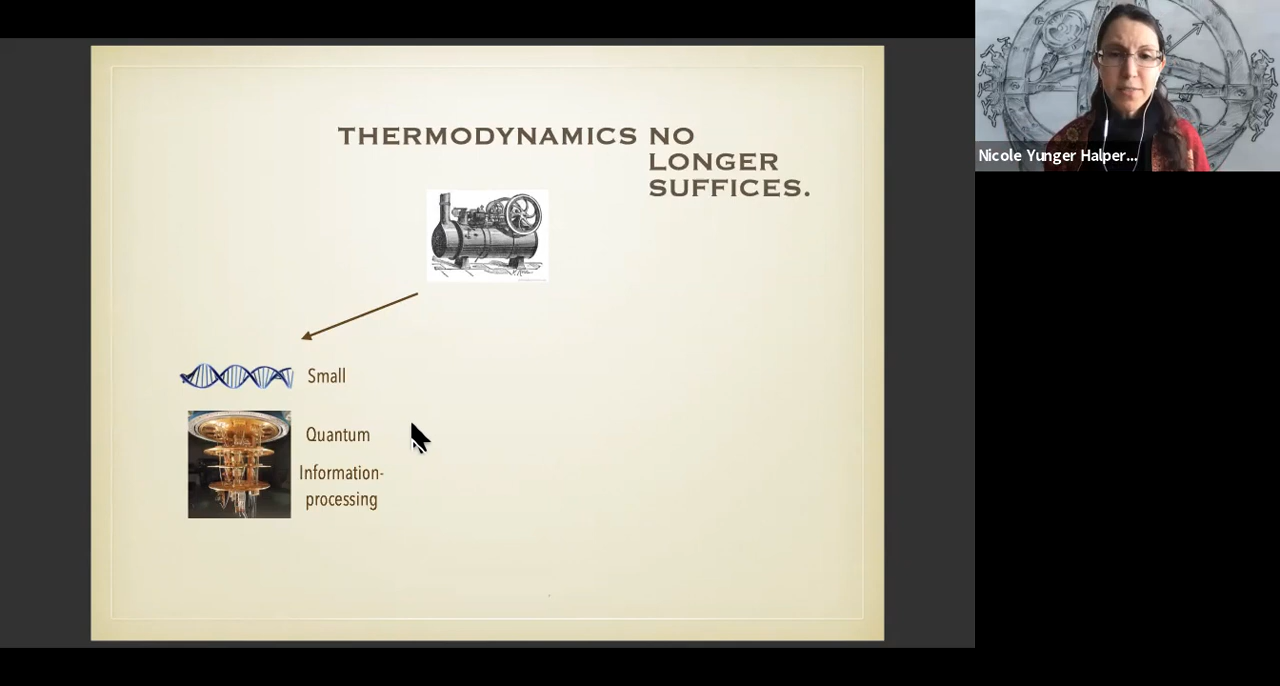 THERMODYNAMICS NO
LONGER
SUFFICES.
Small
Quantum
Information-
processing
Nicole Yunger Halper...